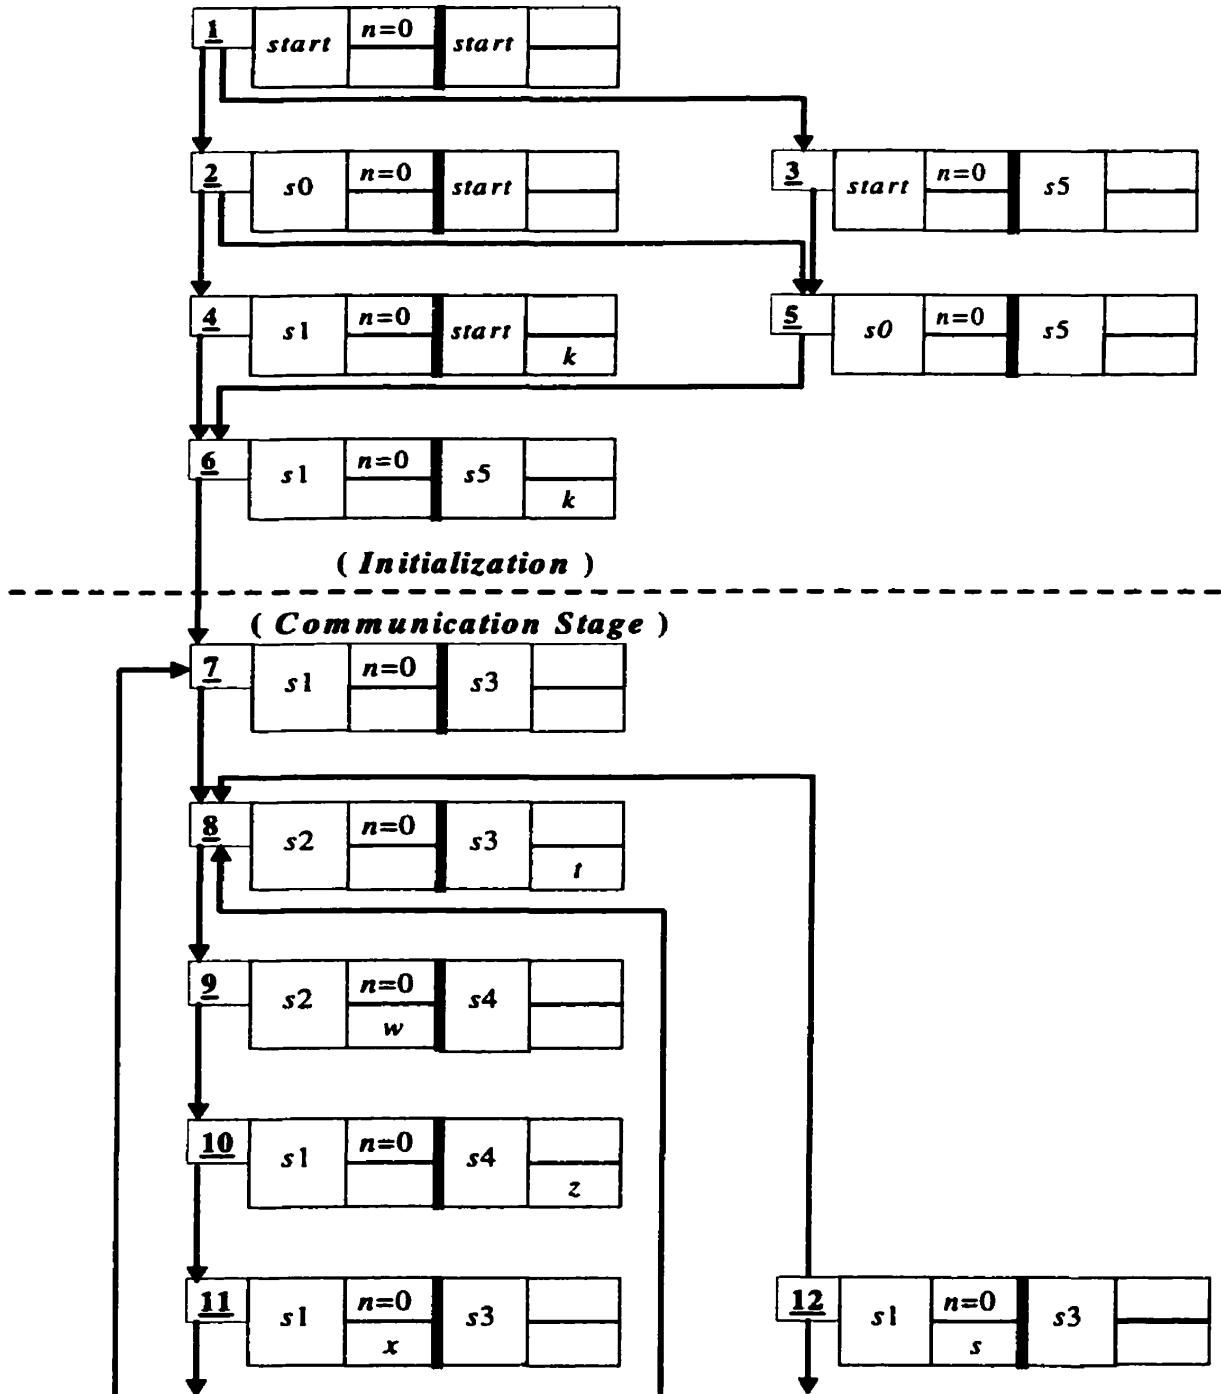 1 start n=0 start
2 s0 n=0 start
3 start n=0 s5
4 s1 n=0 start k
5 s0 n=0 s5
6 s1 n=0 s5 k
( Initialization )
( Communication Stage )
7 s1 n=0 s3
8 s2 n=0 s3 t
9 s2 n=0 w s4
10 s1 n=0 s4 z
11 s1 n=0 x s3
12 s1 n=0 s s3